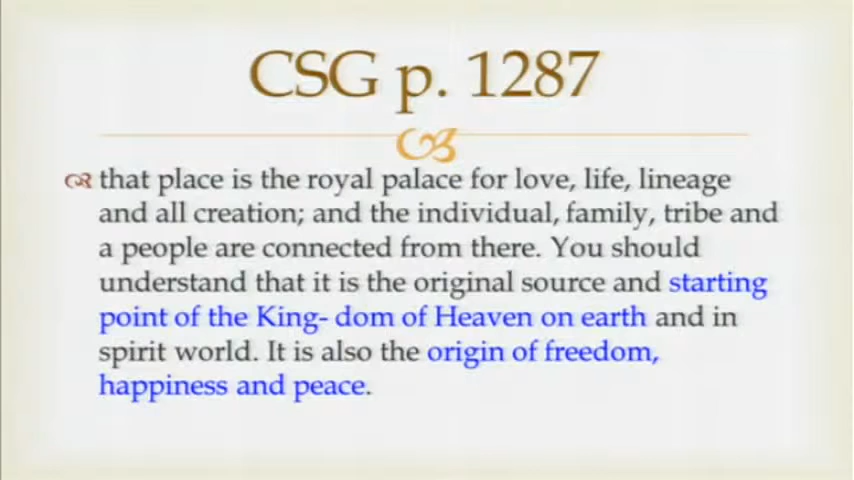 CSG p. 1287
that place is the royal palace for love, life, lineage
and all creation; and the individual, family, tribe and
a people are connected from there. You should
understand that it is the original source and starting
point of the King- dom of Heaven on earth and in
spirit world. It is also the origin of freedom,
happiness and peace.